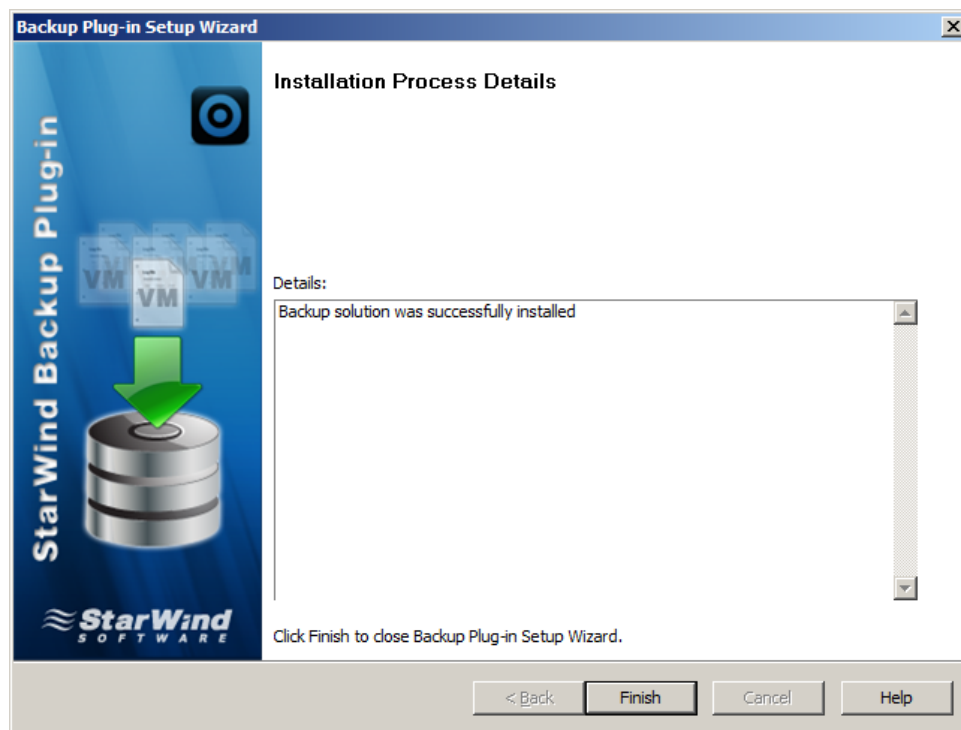 Backup Plug-in Setup Wizard
StarWind Backup Plug-in
VM
VM
VM
StarWind
SOFTWARE
Installation Process Details
Details:
Backup solution was successfully installed
Click Finish to close Backup Plug-in Setup Wizard.
< Back
Finish
Cancel
Help